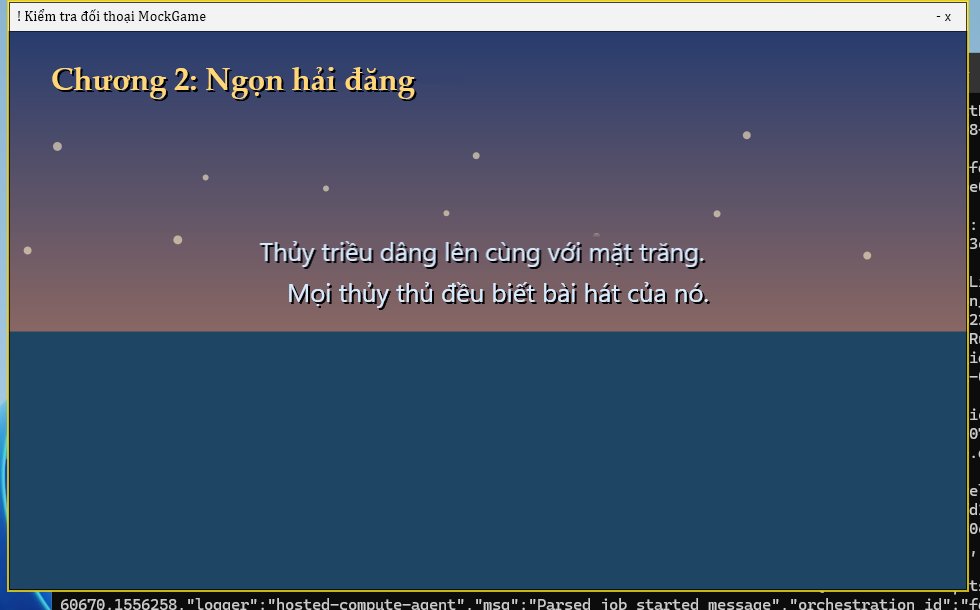 ! Kiểm tra đối thoại MockGame
- x
Chương 2: Ngọn hải đăng
Thủy triều dâng lên cùng với mặt trăng.
Mọi thủy thủ đều biết bài hát của nó.
60670.1556258,"logger":"hosted-compute-agent","msg":"Parsed job started message","orchestration_id":"f